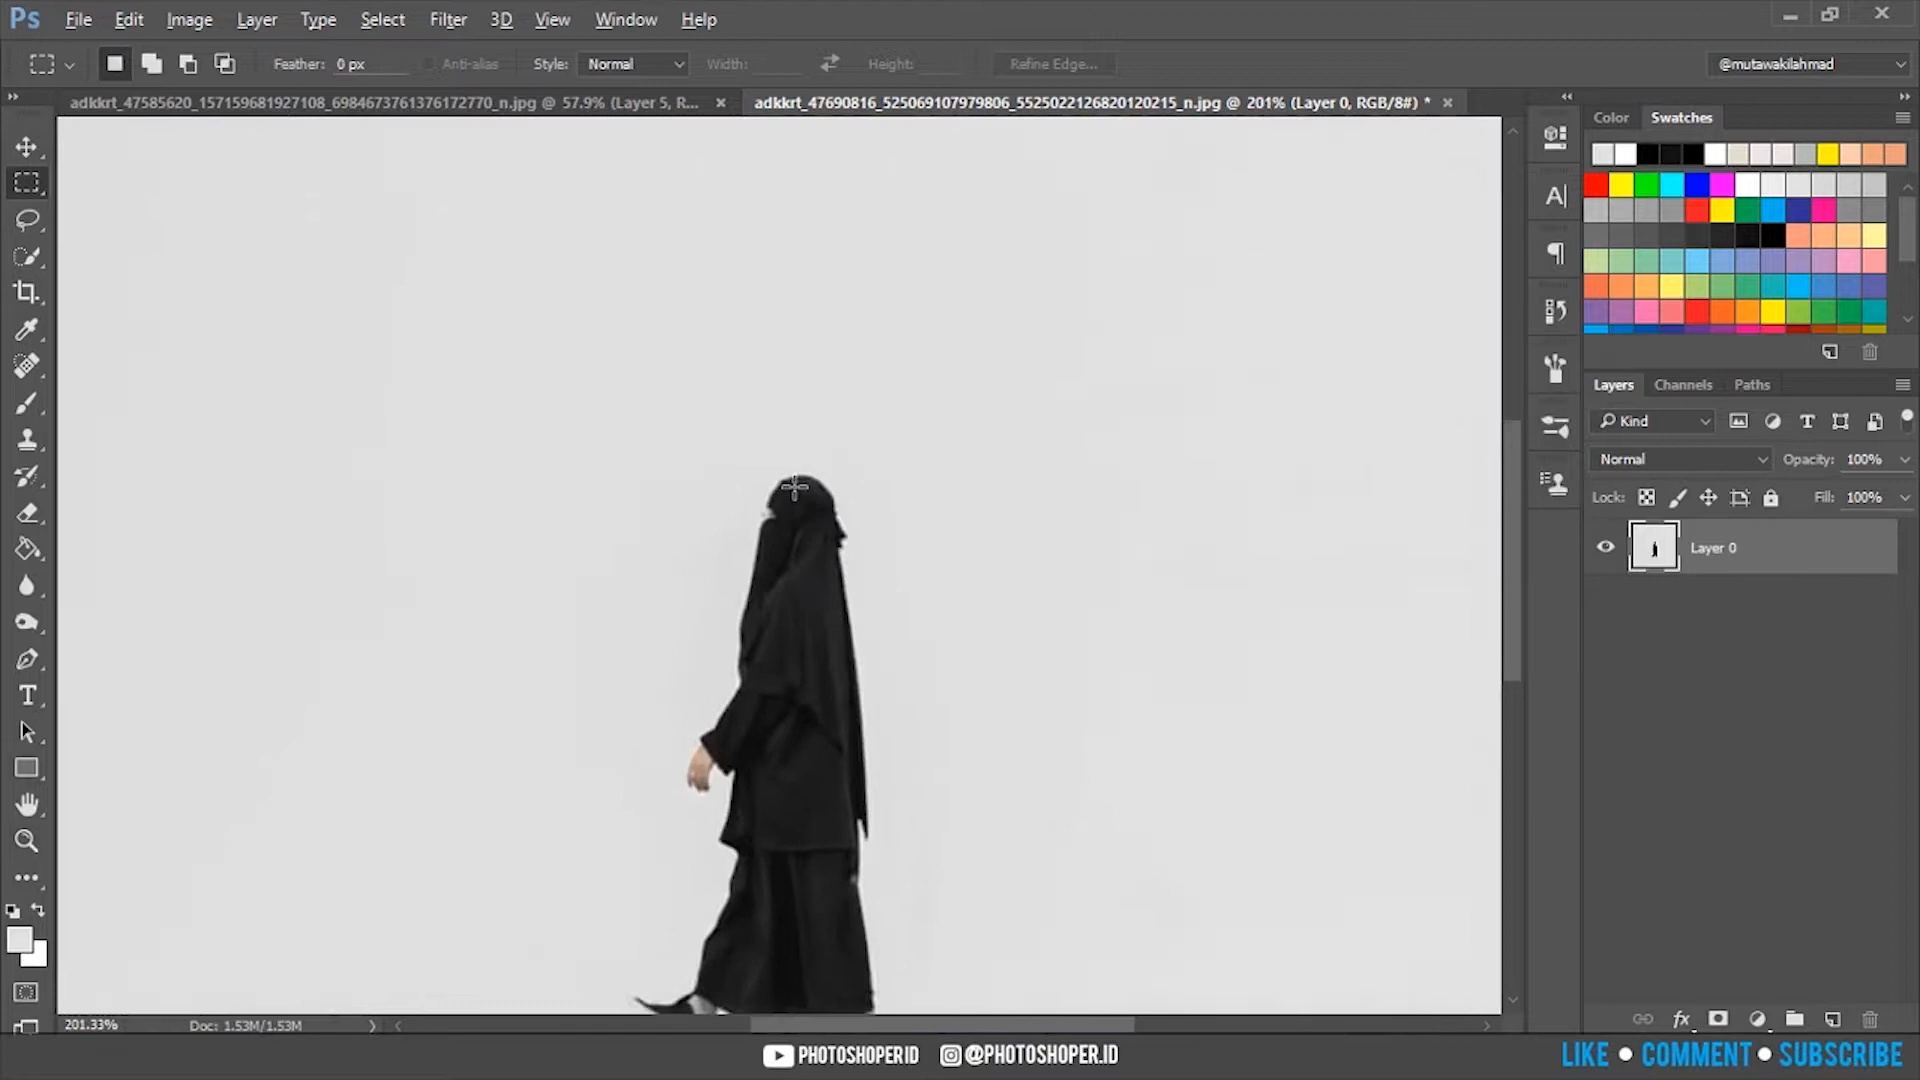 Ps File Edit Image Layer Type Select Filter 3D View Window Help
Feather: 0 px Anti-alias Style: Normal Width: Height: Refine Edge... @mutawakilahmad
adkkrt_47585620_157159681927108_6984673761376172770_n.jpg @ 57.9% (Layer 5, R... adkkrt_47690816_525069107979806_5525022126820120215_n.jpg @ 201% (Layer 0, RGB/8#) *
Color Swatches
Layers Channels Paths
Kind
Normal Opacity: 100%
Lock: Fill: 100%
Layer 0
201.33% Doc: 1.53M/1.53M
PHOTOSHOPERID @PHOTOSHOPER.ID LIKE ● COMMENT ● SUBSCRIBE